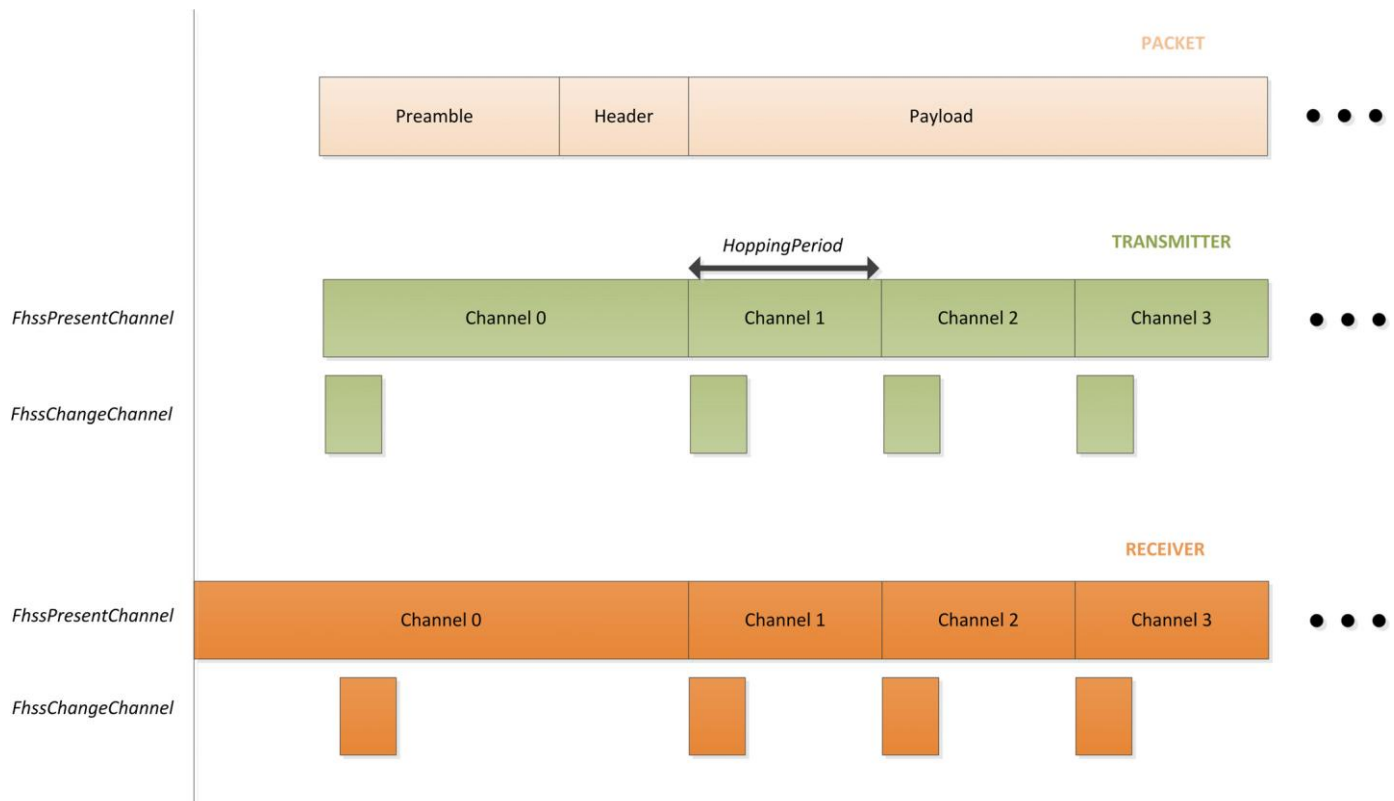 PACKET
Preamble Header Payload
HoppingPeriod
TRANSMITTER
FhssPresentChannel Channel 0 Channel 1 Channel 2 Channel 3
FhssChangeChannel
RECEIVER
FhssPresentChannel Channel 0 Channel 1 Channel 2 Channel 3
FhssChangeChannel